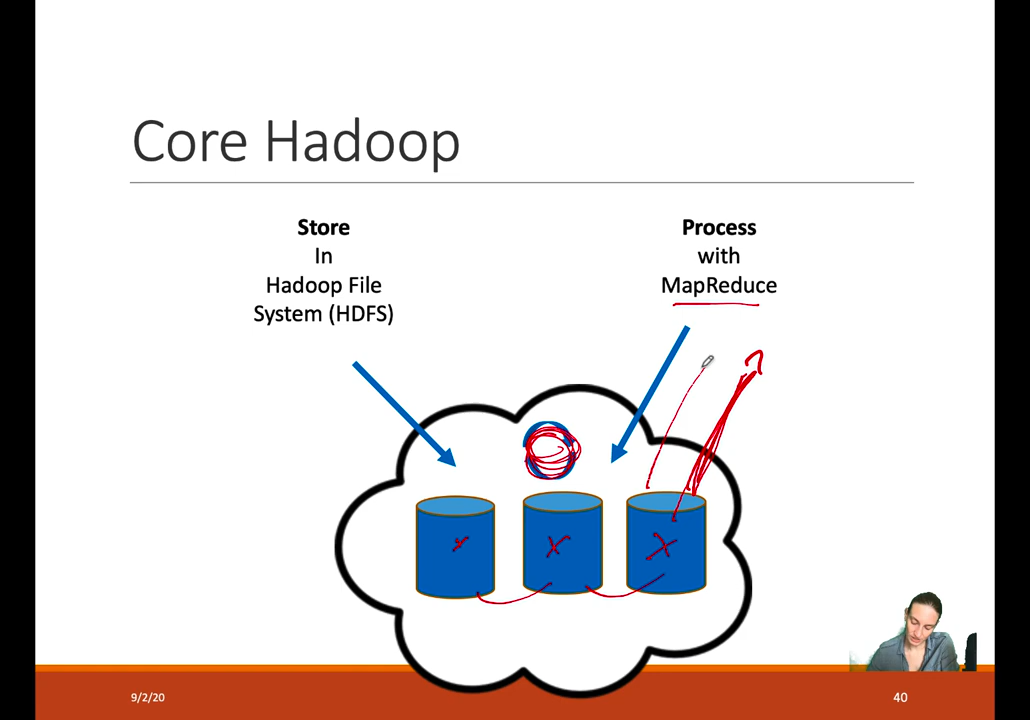 Core Hadoop
Store
In
Hadoop File
System (HDFS)
Process
with
MapReduce
9/2/20
40